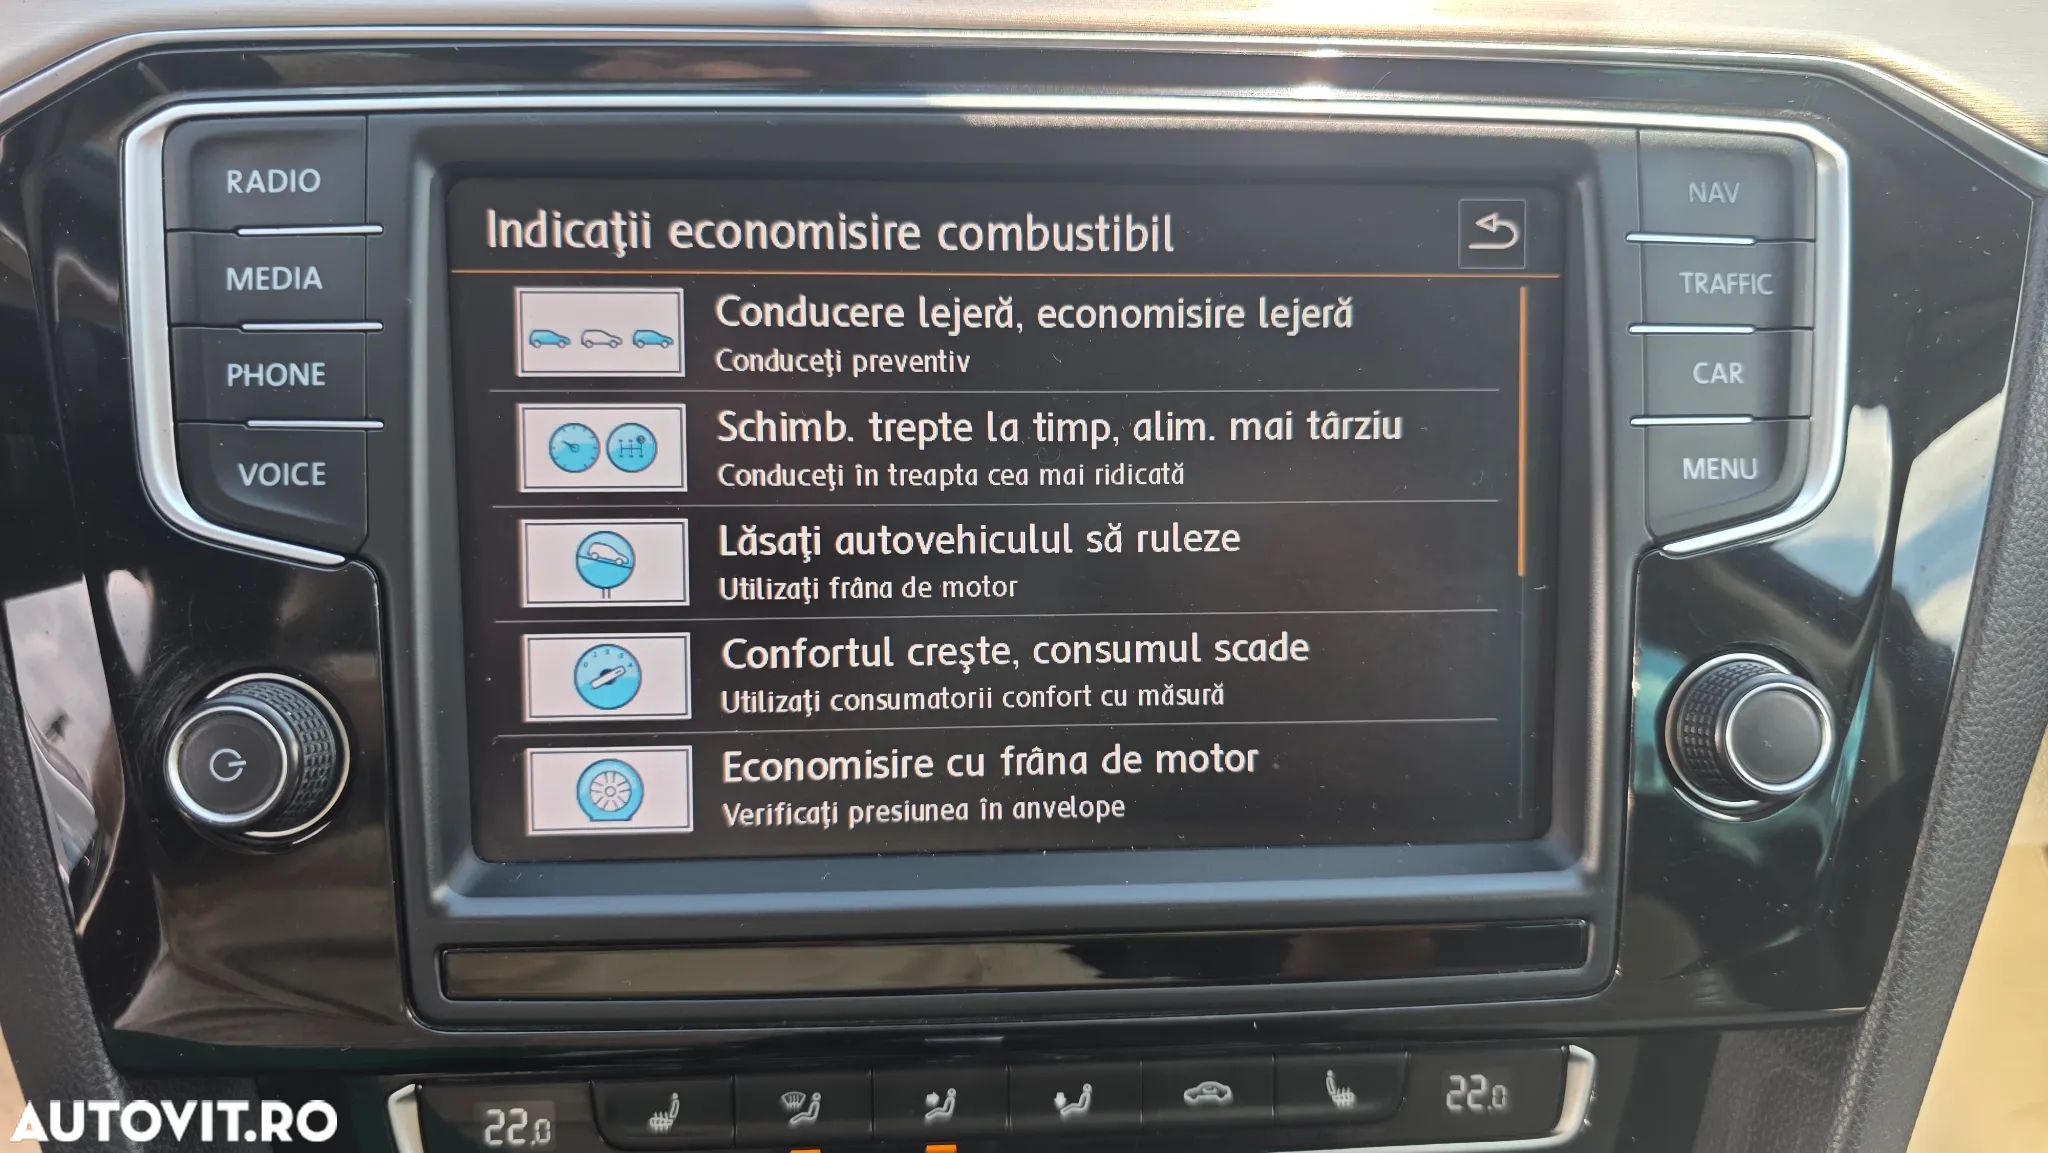 RADIO
MEDIA
PHONE
VOICE
Indicaţii economisire combustibil
Conducere lejeră, economisire lejeră
Conduceţi preventiv
Schimb. trepte la timp, alim. mai târziu
Conduceţi în treapta cea mai ridicată
Lăsaţi autovehiculul să ruleze
Utilizaţi frâna de motor
Confortul creşte, consumul scade
Utilizaţi consumatorii confort cu măsură
Economisire cu frâna de motor
Verificaţi presiunea în anvelope
NAV
TRAFFIC
CAR
MENU
22.0
22.0
AUTOVIT.RO